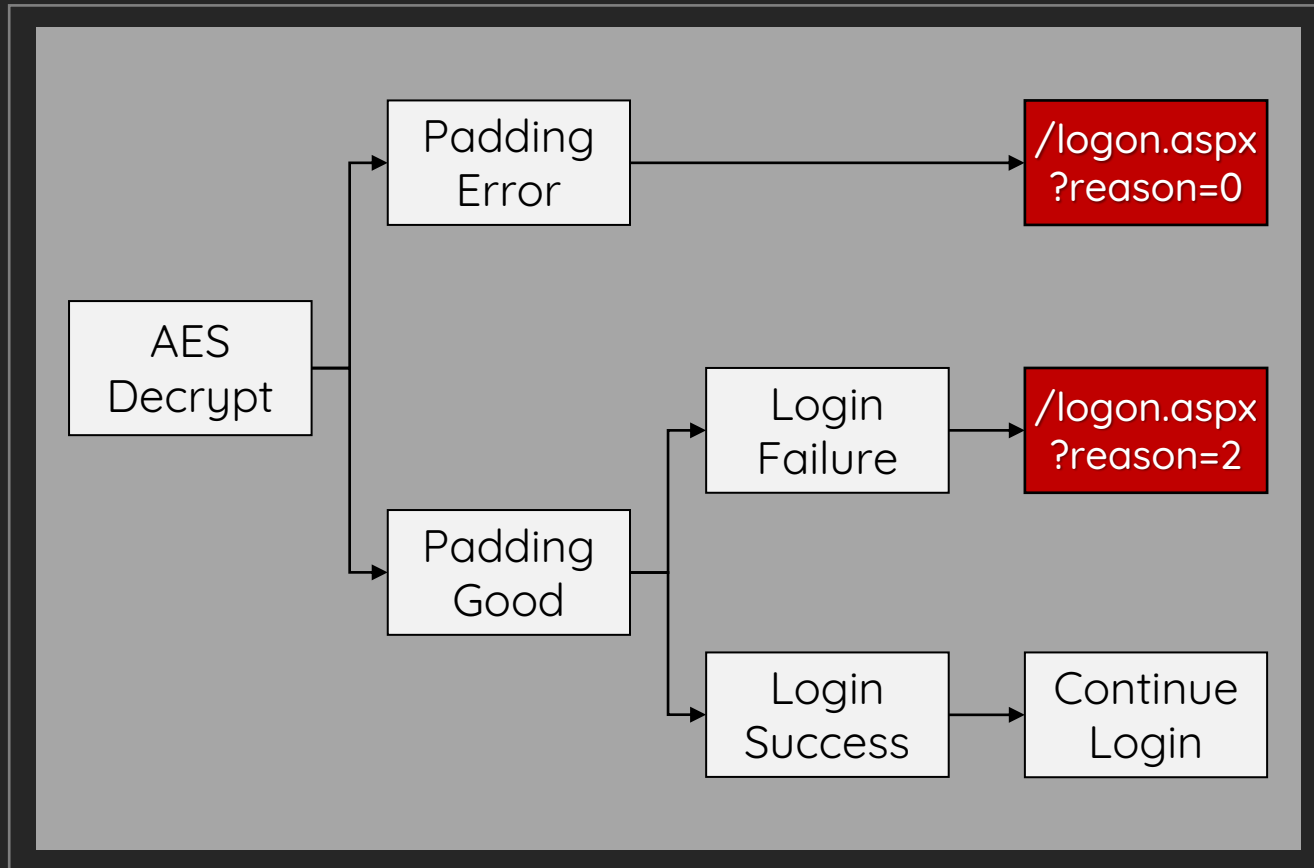 Padding
Error
/logon.aspx
?reason=0
AES
Decrypt
Login
Failure
/logon.aspx
?reason=2
Padding
Good
Login
Success
Continue
Login